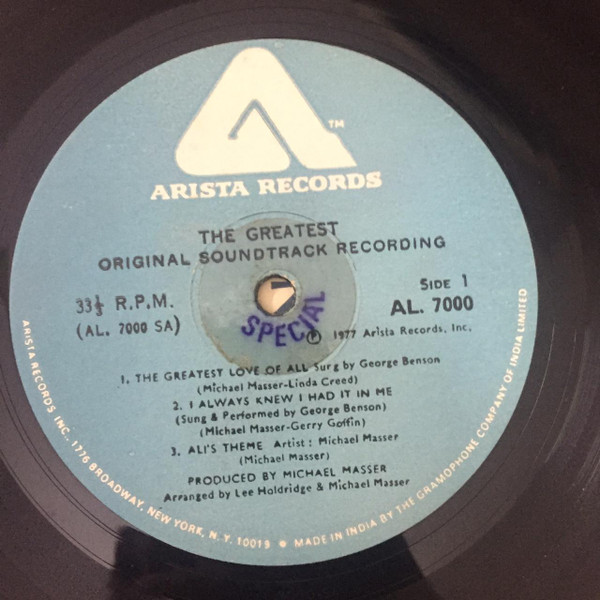 TM
ARISTA RECORDS
THE GREATEST
ORIGINAL SOUNDTRACK RECORDING
33⅓ R.P.M.
(AL. 7000 SA)
SIDE 1
AL. 7000
SPECIAL
Ⓟ 1977 Arista Records, Inc.
1. THE GREATEST LOVE OF ALL Surg by George Benson
(Michael Masser-Linda Creed)
2. I ALWAYS KNEW I HAD IT IN ME
(Sung & Performed by George Benson)
(Michael Masser-Gerry Goffin)
3. ALI'S THEME Artist: Michael Masser
(Michael Masser)
PRODUCED BY MICHAEL MASSER
Arranged by Lee Holdridge & Michael Masser
ARISTA RECORDS INC., 1776 BROADWAY, NEW YORK, N.Y. 10019 • MADE IN INDIA BY THE GRAMOPHONE COMPANY OF INDIA LIMITED